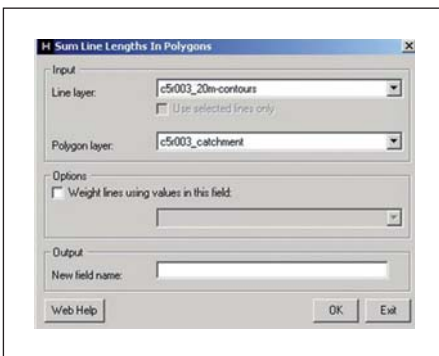 H Sum Line Lengths In Polygons
Input
Line layer: c5r003_20m-contours
Use selected lines only
Polygon layer: c5r003_catchment
Options
Weight lines using values in this field:
Output
New field name:
Web Help OK Exit